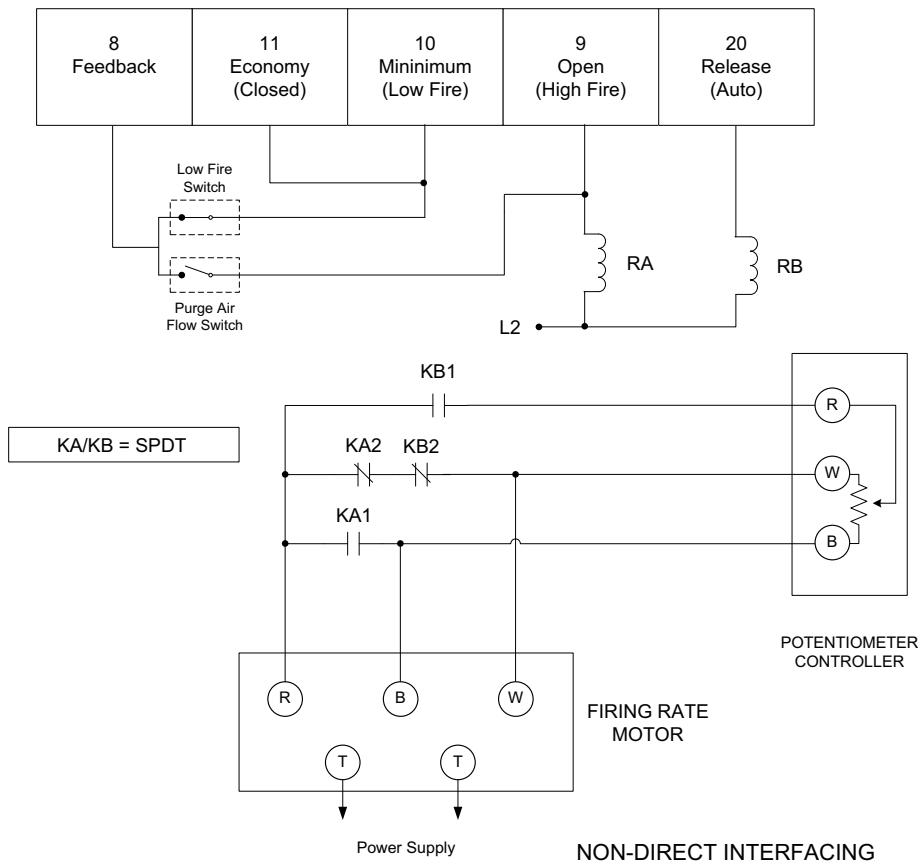 8
Feedback
11
Economy
(Closed)
10
Mininimum
(Low Fire)
9
Open
(High Fire)
20
Release
(Auto)
Low Fire
Switch
Purge Air
Flow Switch
RA
RB
L2
KB1
KA/KB = SPDT
KA2
KB2
KA1
R
W
B
POTENTIOMETER
CONTROLLER
R
B
W
FIRING RATE
MOTOR
T
T
Power Supply
NON-DIRECT INTERFACING